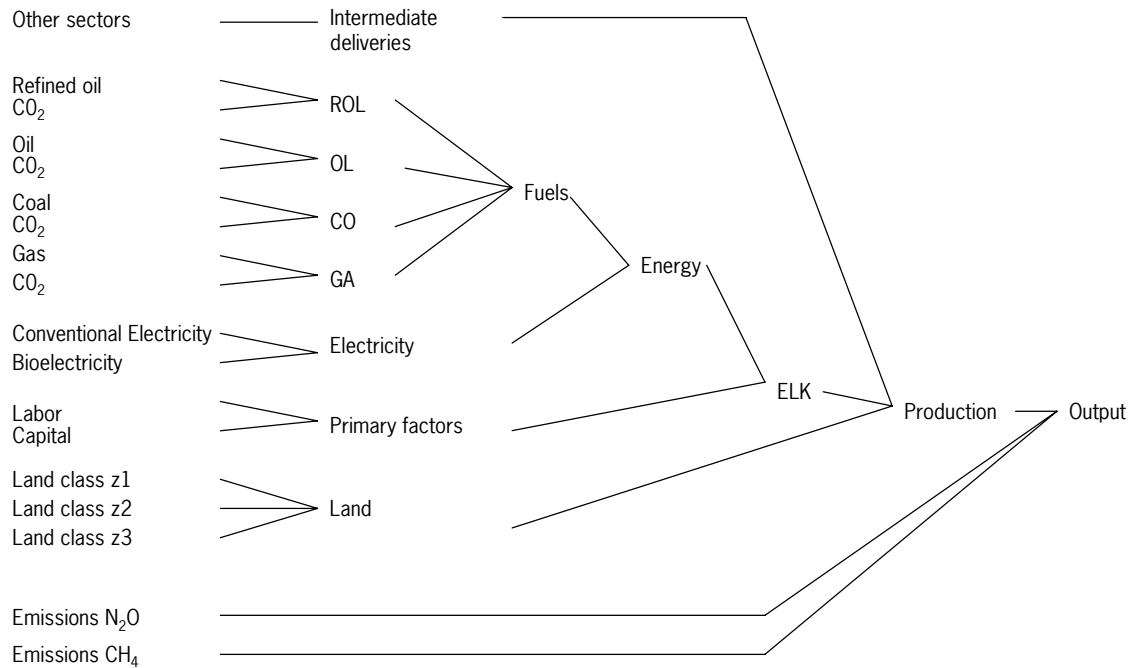 Other sectors
Intermediate
deliveries
Refined oil
CO₂
ROL
Oil
CO₂
OL
Fuels
Coal
CO₂
CO
Gas
CO₂
GA
Energy
Conventional Electricity
Bioelectricity
Electricity
ELK
Production
Output
Labor
Capital
Primary factors
Land class z1
Land class z2
Land
Land class z3
Emissions N₂O
Emissions CH₄